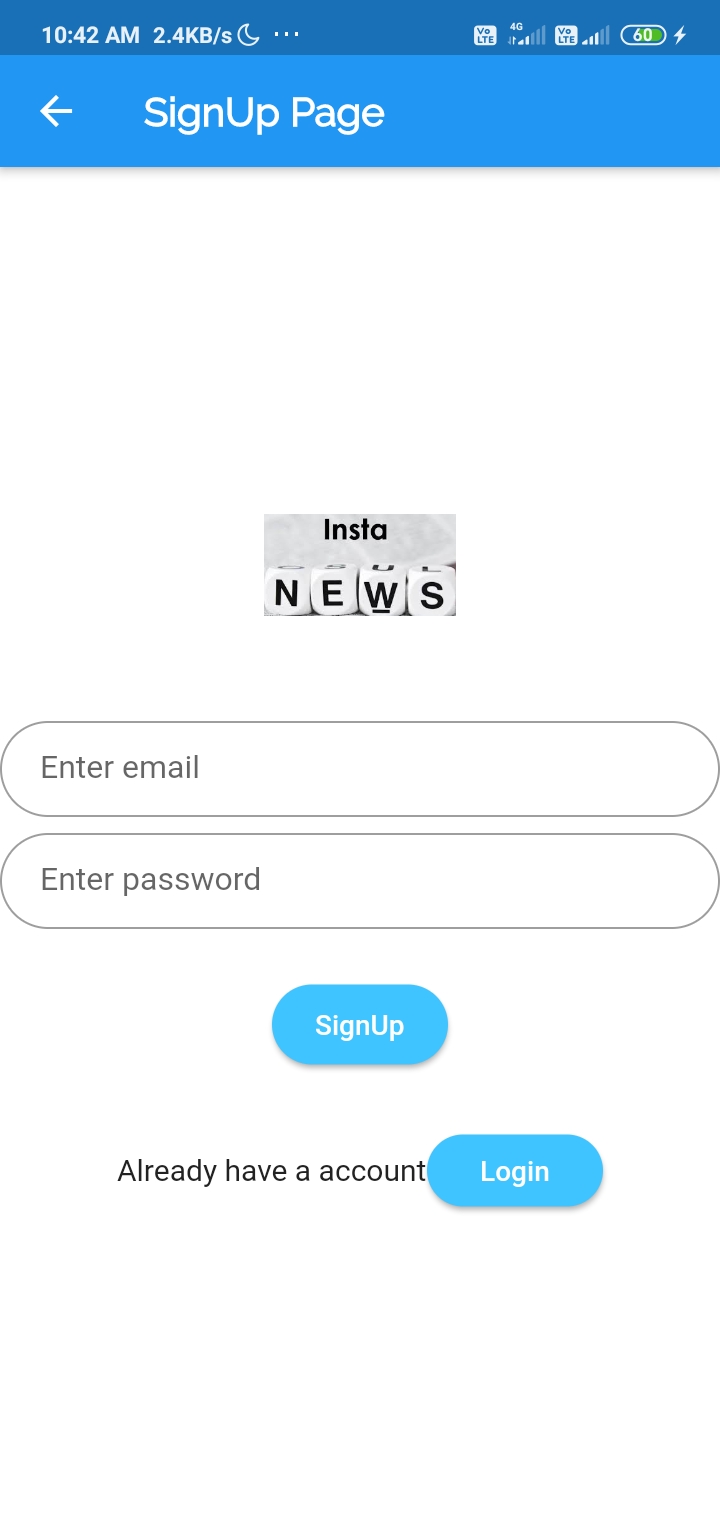 10:42 AM 2.4KB/s ... Vo LTE 4G Vo LTE 60
SignUp Page
Insta
NEWS
Enter email
Enter password
SignUp
Already have a account Login